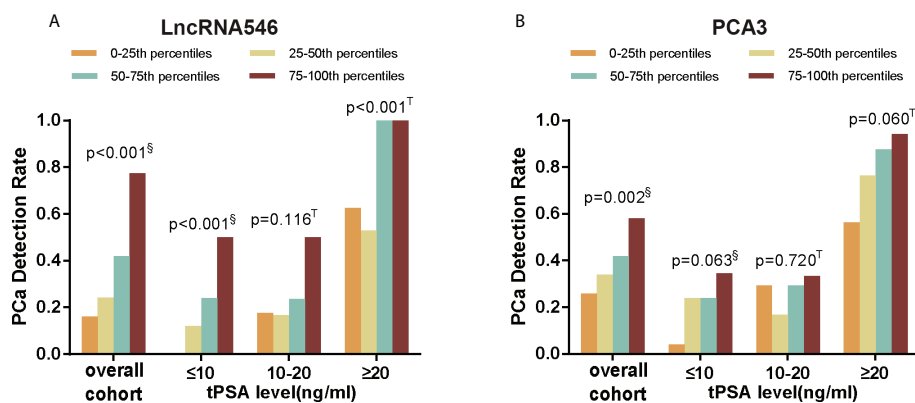 A
LncRNA546
0-25th percentiles
25-50th percentiles
50-75th percentiles
75-100th percentiles
PCa Detection Rate
1.0
0.8
0.6
0.4
0.2
0.0
p<0.001§
p<0.001§
p=0.116T
p<0.001T
overall
cohort
≤10
10-20
≥20
tPSA level(ng/ml)
B
PCA3
0-25th percentiles
25-50th percentiles
50-75th percentiles
75-100th percentiles
PCa Detection Rate
1.0
0.8
0.6
0.4
0.2
0.0
p=0.002§
p=0.063§
p=0.720T
p=0.060T
overall
cohort
≤10
10-20
≥20
tPSA level(ng/ml)